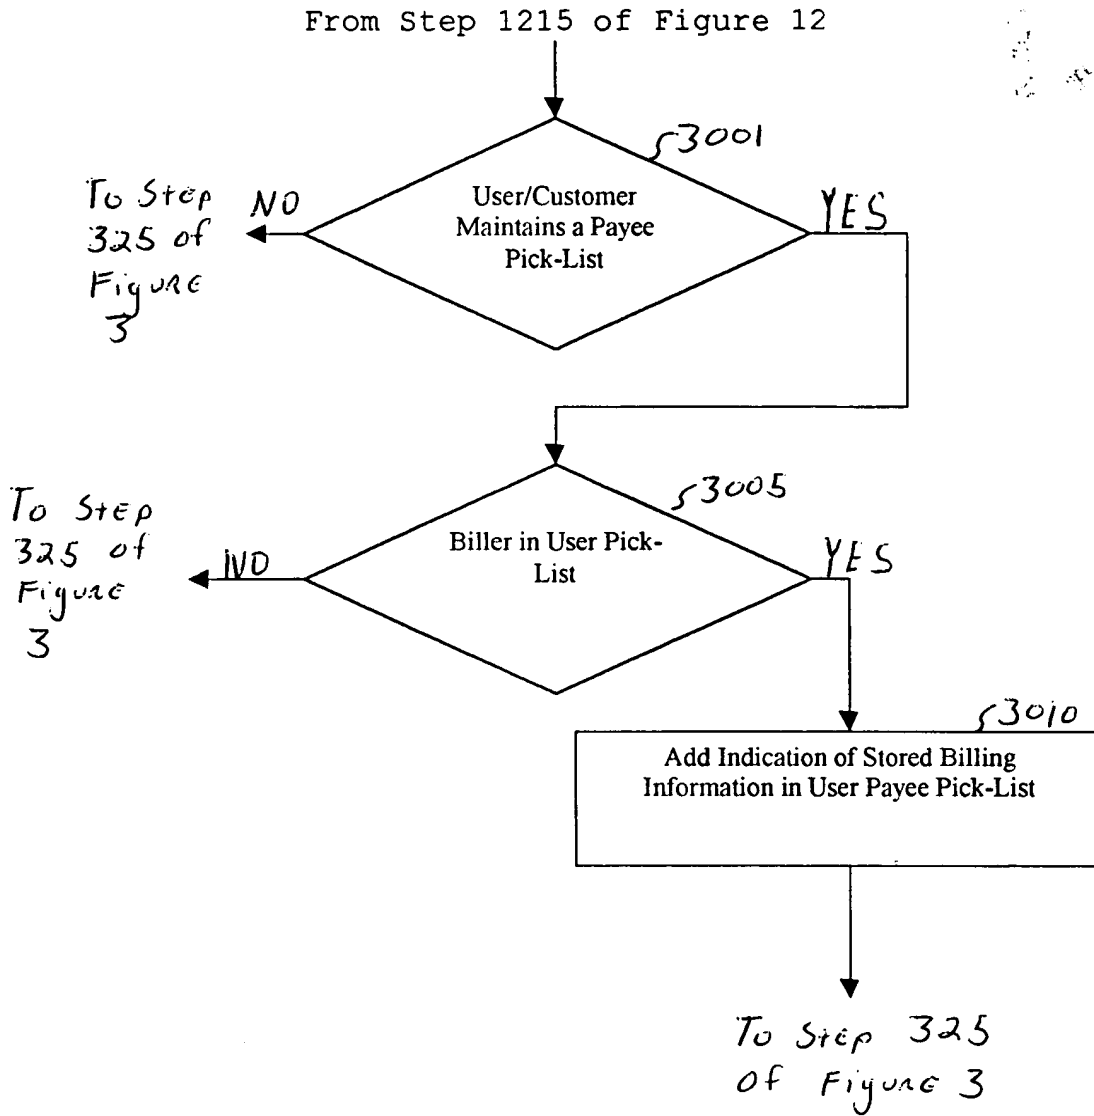 From Step 1215 of Figure 12
3001
User/Customer
Maintains a Payee
Pick-List
NO
YES
To Step
325 of
Figure
3
3005
Biller in User Pick-
List
NO
YES
To Step
325 of
Figure
3
3010
Add Indication of Stored Billing
Information in User Payee Pick-List
To Step 325
of Figure 3